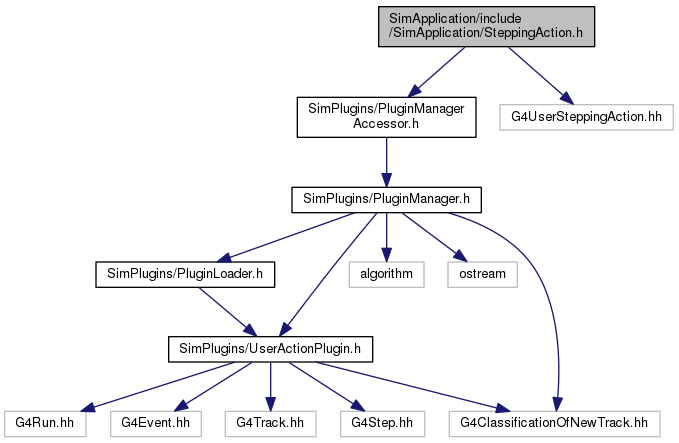 SimApplication/include
/SimApplication/SteppingAction.h
SimPlugins/PluginManager
Accessor.h
G4UserSteppingAction.hh
SimPlugins/PluginManager.h
SimPlugins/PluginLoader.h
algorithm
ostream
SimPlugins/UserActionPlugin.h
G4Run.hh
G4Event.hh
G4Track.hh
G4Step.hh
G4ClassificationOfNewTrack.hh